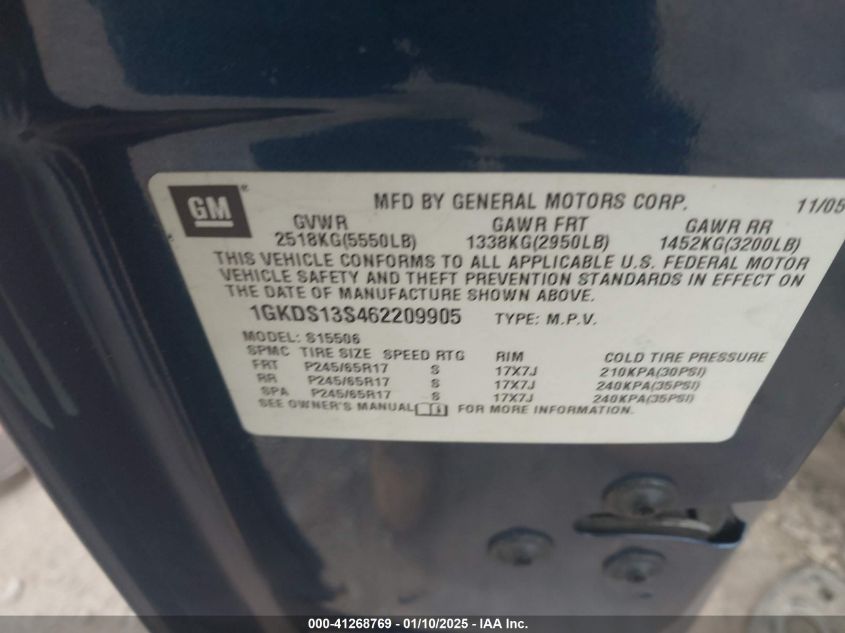 GM ® MFD BY GENERAL MOTORS CORP. 11/05
GVWR GAWR FRT GAWR RR
2518KG(5550LB) 1338KG(2950LB) 1452KG(3200LB)
THIS VEHICLE CONFORMS TO ALL APPLICABLE U.S. FEDERAL MOTOR
VEHICLE SAFETY AND THEFT PREVENTION STANDARDS IN EFFECT ON
THE DATE OF MANUFACTURE SHOWN ABOVE.
1GKDS13S462209905 TYPE: M.P.V.
MODEL: S15506
SPMC TIRE SIZE SPEED RTG RIM COLD TIRE PRESSURE
FRT P245/65R17 S 17X7J 210KPA(30PSI)
RR P245/65R17 S 17X7J 240KPA(35PSI)
SPA P245/65R17 S 17X7J 240KPA(35PSI)
SEE OWNER'S MANUAL FOR MORE INFORMATION.
000-41268769 - 01/10/2025 - IAA Inc.